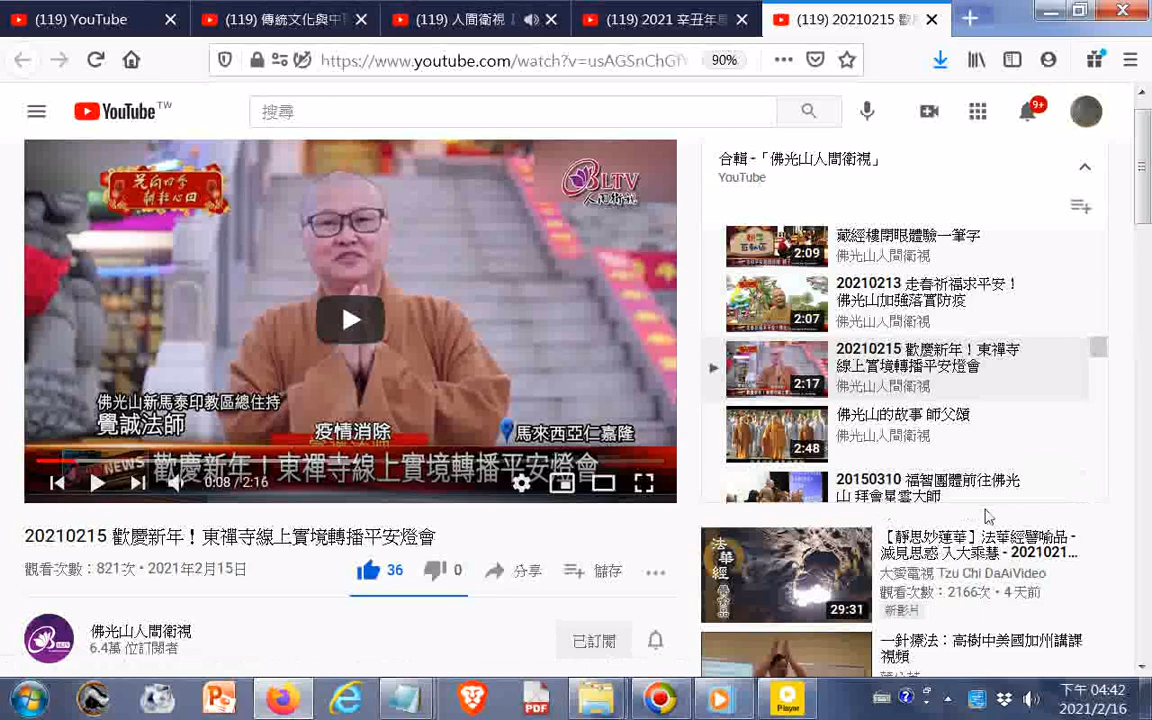 (119) YouTube
(119) 傳統文化與中
(119) 人間衛視
(119) 2021 辛丑年
(119) 20210215 歡
https://www.youtube.com/watch?v=usAGSnChGf
90%
YouTube TW
搜尋
9+
BLTV
人間衛視
佛光山新馬泰印教區總住持
覺誠法師
疫情消除
馬來西亞仁嘉隆
NEWS
歡慶新年！東禪寺線上實境轉播平安燈會
0:08 / 2:16
20210215 歡慶新年！東禪寺線上實境轉播平安燈會
觀看次數：821次 • 2021年2月15日
36
0
分享
儲存
佛光山人間衛視
6.4萬 位訂閱者
已訂閱
合輯 -「佛光山人間衛視」
YouTube
藏經樓閉眼體驗一筆字
佛光山人間衛視
2:09
20210213 走春祈福求平安！
佛光山加強落實防疫
佛光山人間衛視
2:07
20210215 歡慶新年！東禪寺
線上實境轉播平安燈會
佛光山人間衛視
2:17
佛光山的故事 師父頌
佛光山人間衛視
2:48
20150310 福智團體前往佛光
山 拜會星雲大師
法華經
29:31
【靜思妙蓮華】法華經譬喻品 -
滅見思惑 入大乘慧 - 2021021...
大愛電視 Tzu Chi DaAiVideo
觀看次數：2166次 • 4 天前
新影片
一針療法：高樹中美國加州講課
視頻
PDF
Player
下午 04:42
2021/2/16